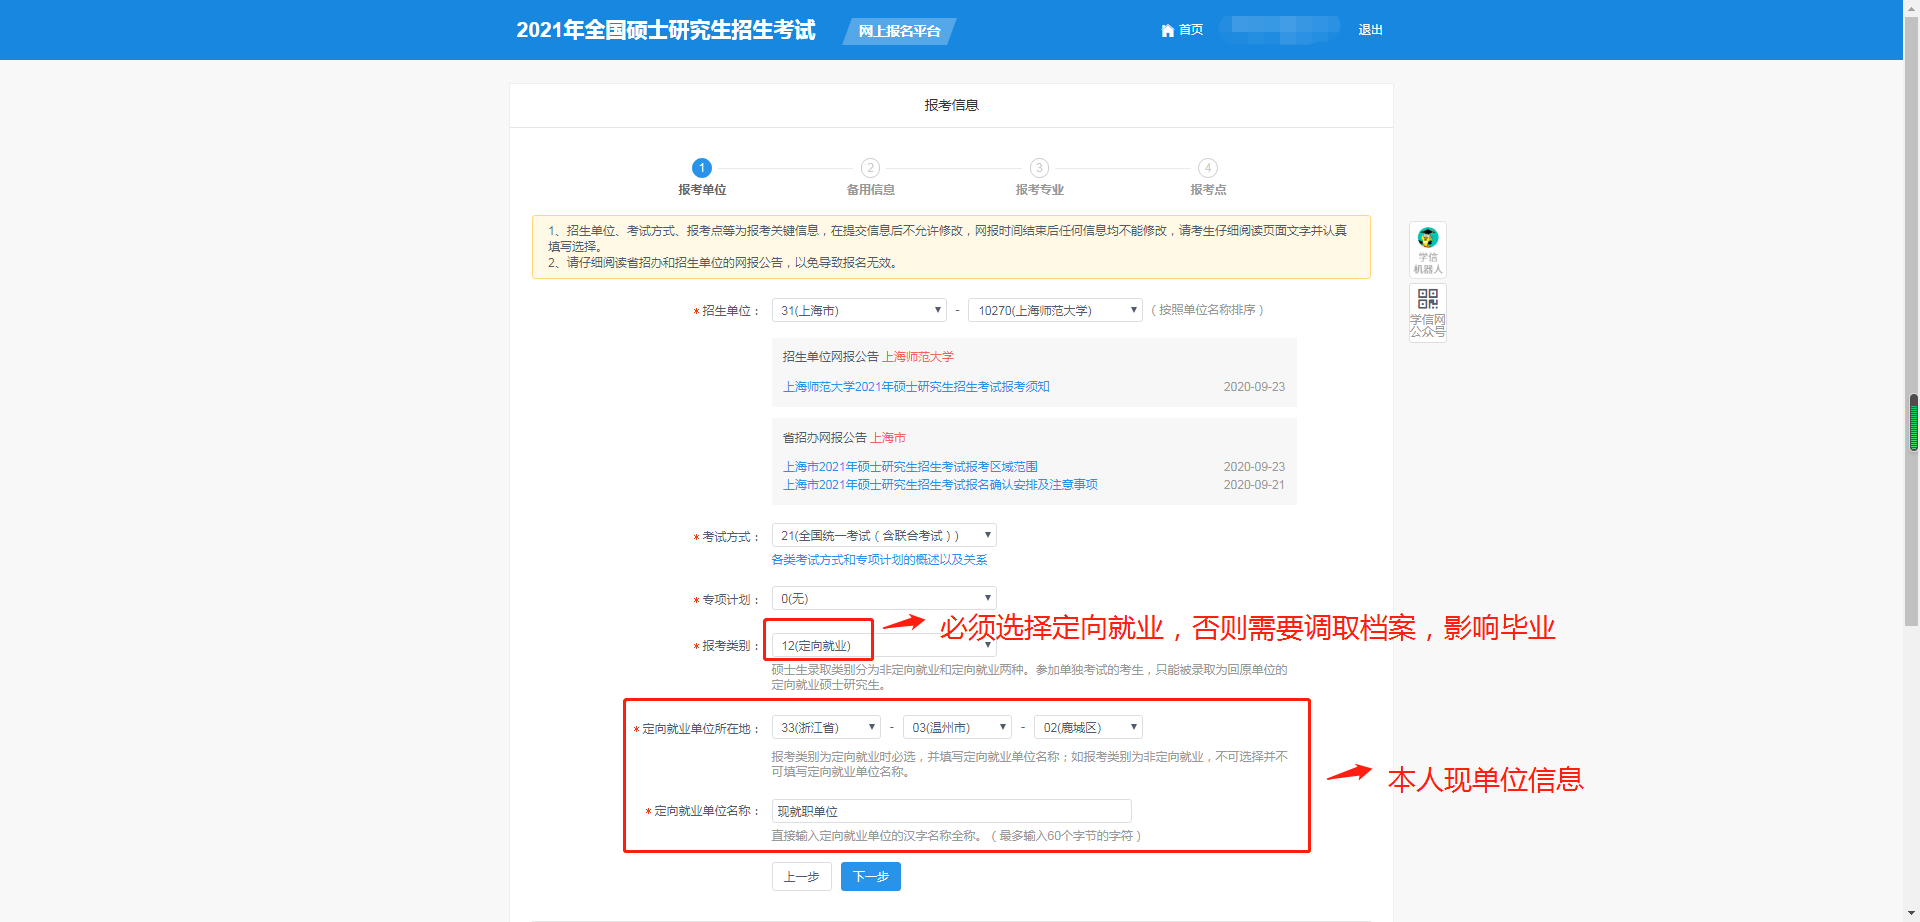 2021年全国硕士研究生招生考试 网上报名平台 首页 退出
报考信息
1 2 3 4
报考单位 备用信息 报考专业 报考点
1、招生单位、考试方式、报考点等为报考关键信息，在提交信息后不允许修改，网报时间结束后任何信息均不能修改，请考生仔细阅读页面文字并认真
填写选择。
2、请仔细阅读省招办和招生单位的网报公告，以免导致报名无效。
学信
机器人
学信网
公众号
*招生单位： 31(上海市) - 10270(上海师范大学) （按照单位名称排序）
招生单位网报公告 上海师范大学
上海师范大学2021年硕士研究生招生考试报考须知 2020-09-23
省招办网报公告 上海市
上海市2021年硕士研究生招生考试报考区域范围 2020-09-23
上海市2021年硕士研究生招生考试报名确认安排及注意事项 2020-09-21
*考试方式： 21(全国统一考试（含联合考试）)
各类考试方式和专项计划的概述以及关系
*专项计划： 0(无)
必须选择定向就业，否则需要调取档案，影响毕业
*报考类别： 12(定向就业)
硕士生录取类别分为非定向就业和定向就业两种。参加单独考试的考生，只能被录取为回原单位的
定向就业硕士研究生。
*定向就业单位所在地： 33(浙江省) - 03(温州市) - 02(鹿城区)
报考类别为定向就业时必选，并填写定向就业单位名称；如报考类别为非定向就业，不可选择并不
可填写定向就业单位名称。
本人现单位信息
*定向就业单位名称： 现就职单位
直接输入定向就业单位的汉字名称全称。（最多输入60个字节的字符）
上一步 下一步